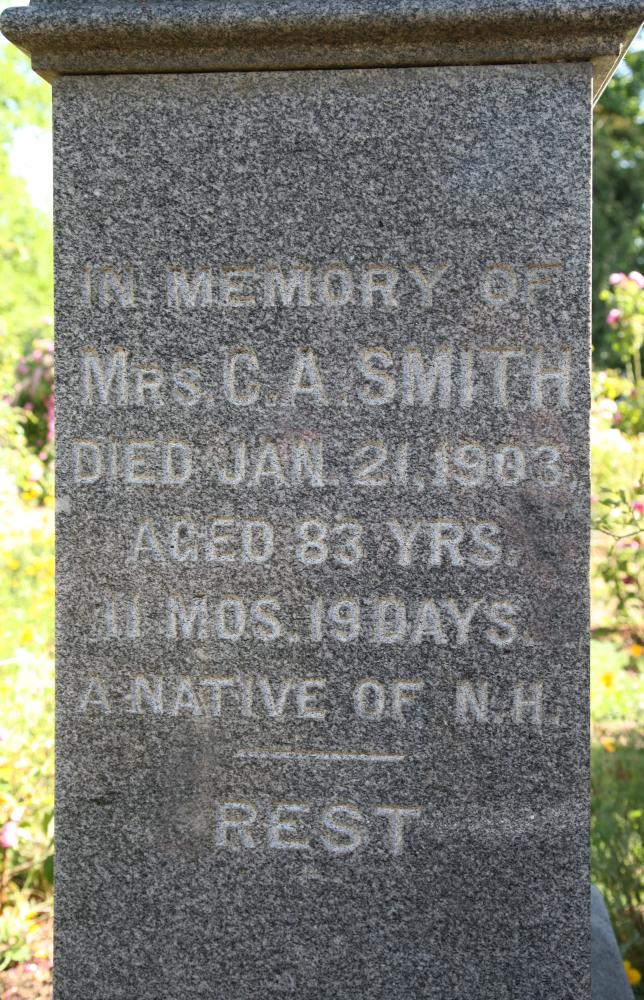 IN MEMORY OF
MRS. C. A. SMITH
DIED JAN. 21, 1903,
AGED 83 YRS.
11 MOS. 19 DAYS.
A NATIVE OF N.H.
REST